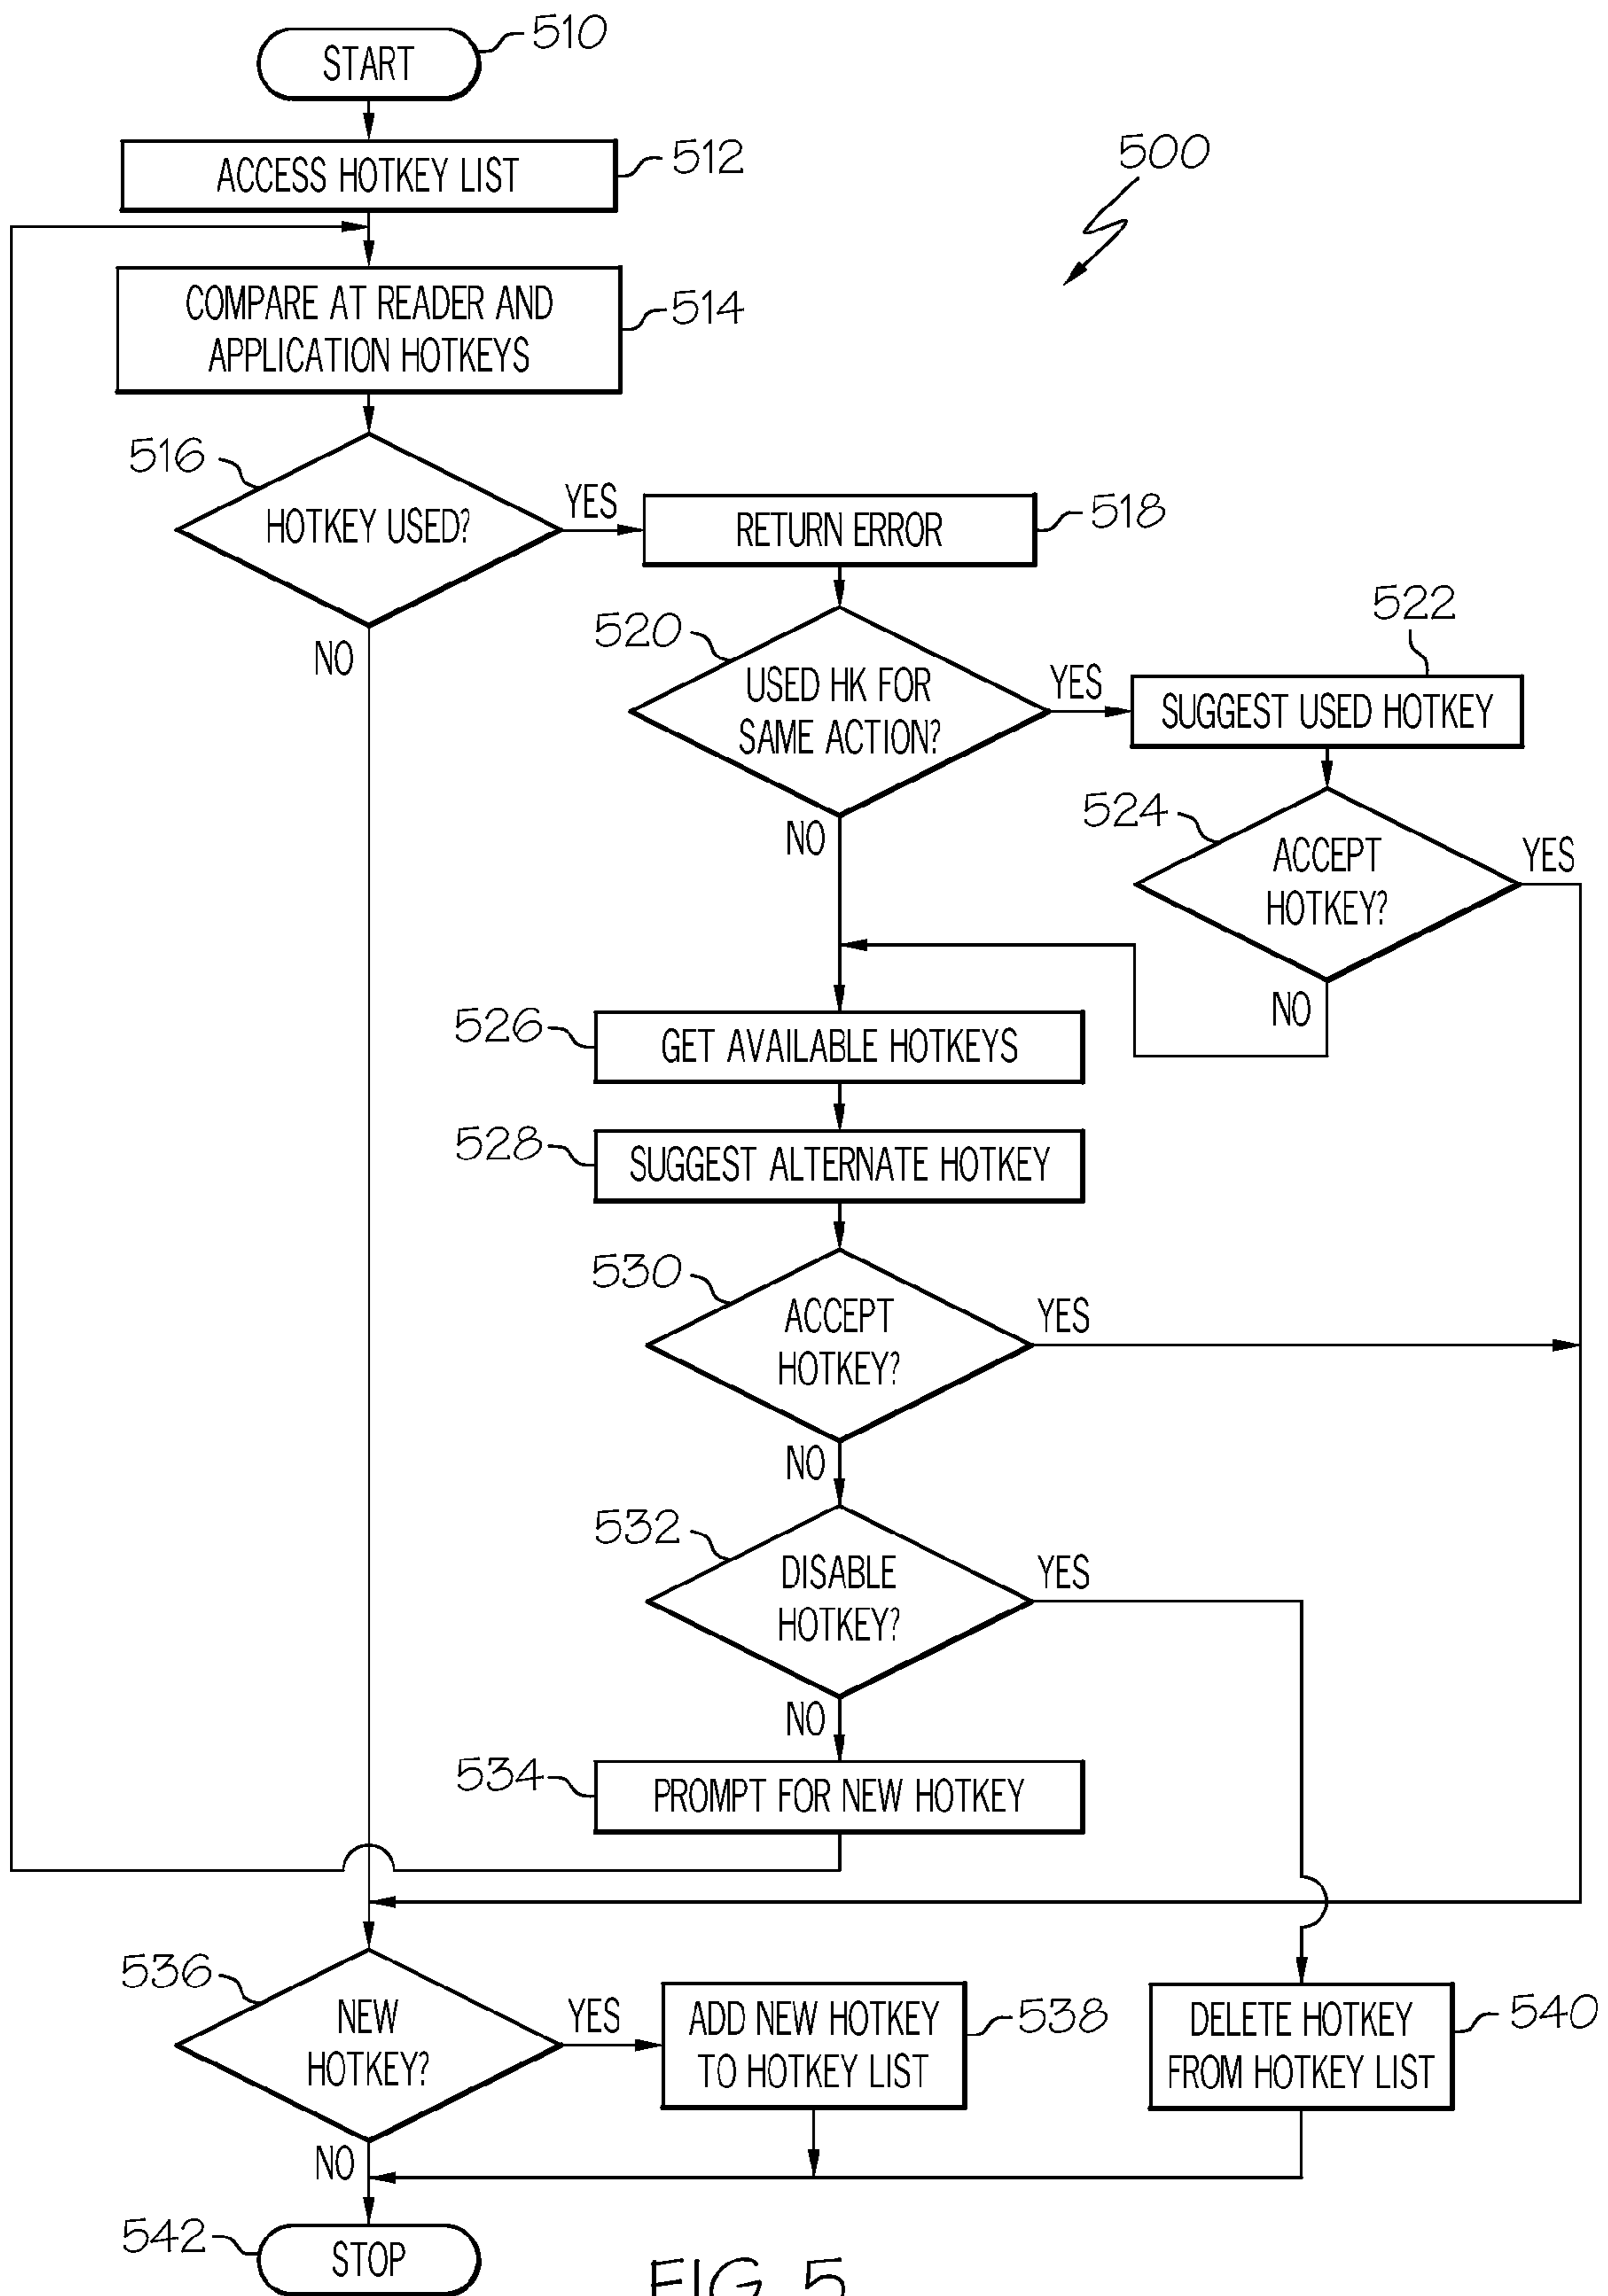 START
510
ACCESS HOTKEY LIST
512
500
COMPARE AT READER AND
APPLICATION HOTKEYS
514
516
HOTKEY USED?
YES
NO
RETURN ERROR
518
520
USED HK FOR
SAME ACTION?
YES
NO
522
SUGGEST USED HOTKEY
524
ACCEPT
HOTKEY?
YES
NO
526
GET AVAILABLE HOTKEYS
528
SUGGEST ALTERNATE HOTKEY
530
ACCEPT
HOTKEY?
YES
NO
532
DISABLE
HOTKEY?
YES
NO
534
PROMPT FOR NEW HOTKEY
536
NEW
HOTKEY?
YES
NO
ADD NEW HOTKEY
TO HOTKEY LIST
538
DELETE HOTKEY
FROM HOTKEY LIST
540
542
STOP
FIG. 5